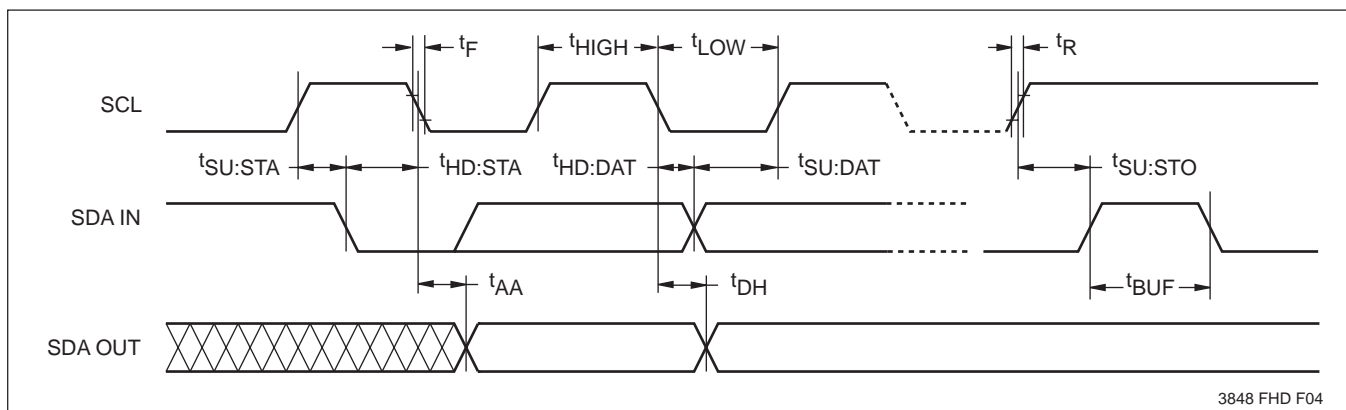 tF tHIGH tLOW tR
SCL
tSU:STA tHD:STA tHD:DAT tSU:DAT tSU:STO
SDA IN
tAA tDH tBUF
SDA OUT
3848 FHD F04